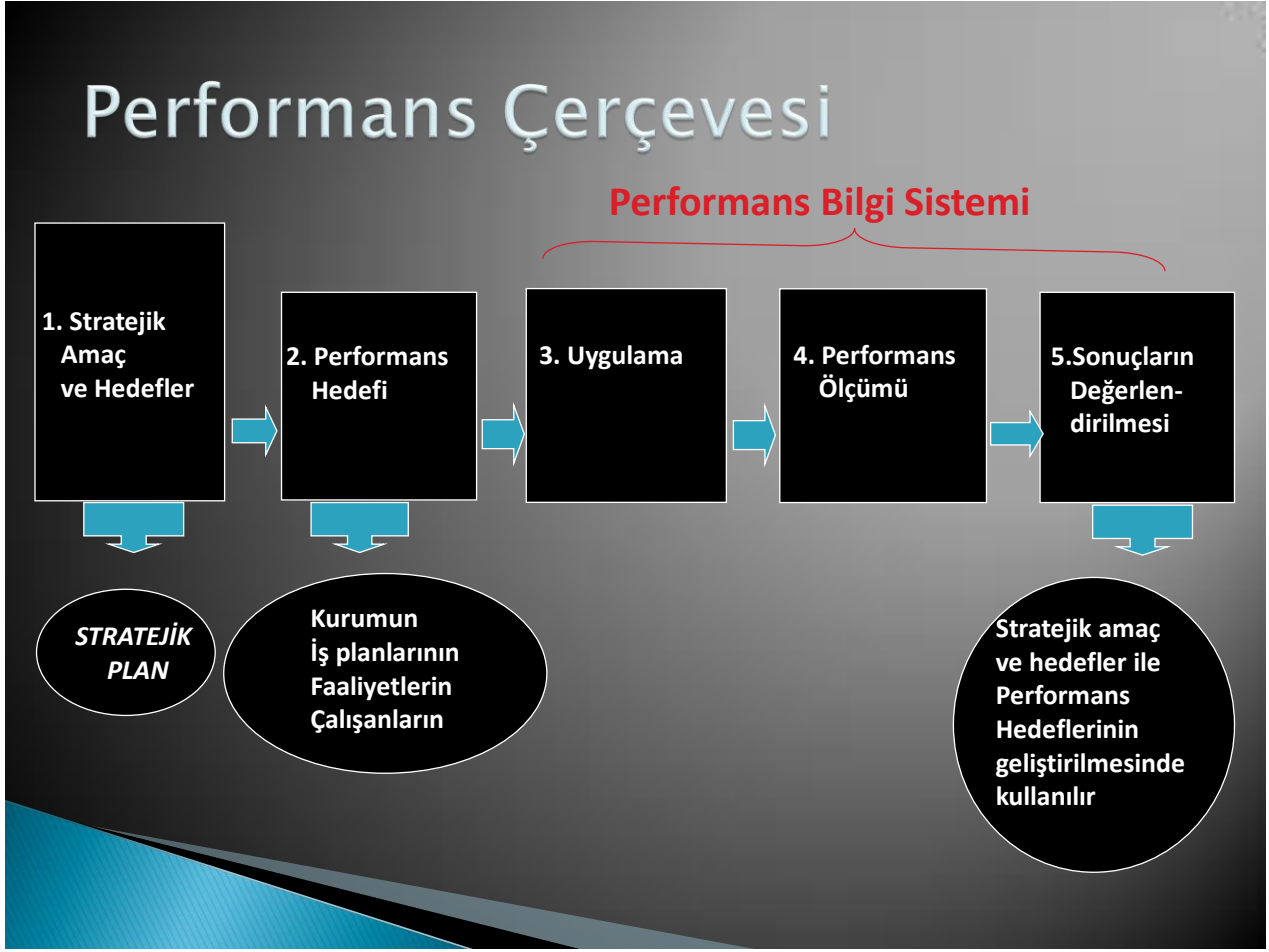 Performans Çerçevesi
Performans Bilgi Sistemi
1. Stratejik
Amaç
ve Hedefler
2. Performans
Hedefi
3. Uygulama
4. Performans
Ölçümü
5.Sonuçların
Değerlen-
dirilmesi
STRATEJİK
PLAN
Kurumun
İş planlarının
Faaliyetlerin
Çalışanların
Stratejik amaç
ve hedefler ile
Performans
Hedeflerinin
geliştirilmesinde
kullanılır